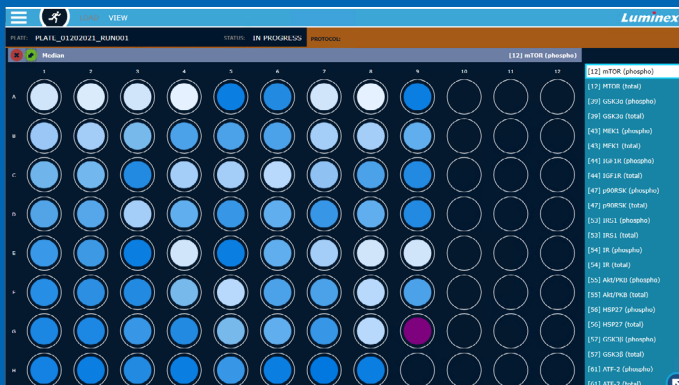 VIEW
Luminex
PLATE: PLATE_01202021_RUN001 STATUS: IN PROGRESS PROTOCOL:
Median [12] mTOR (phospho)
1 2 3 4 5 6 7 8 9 10 11 12
A
B
C
D
E
F
G
H
[12] mTOR (phospho)
[12] mTOR (total)
[39] GSK3α (phospho)
[39] GSK3α (total)
[43] MEK1 (phospho)
[43] MEK1 (total)
[44] IGF1R (phospho)
[44] IGF1R (total)
[47] p90RSK (phospho)
[47] p90RSK (total)
[53] IRS1 (phospho)
[53] IRS1 (total)
[54] IR (phospho)
[54] IR (total)
[55] Akt/PKB (phospho)
[55] Akt/PKB (total)
[56] HSP27 (phospho)
[56] HSP27 (total)
[57] GSK3β (phospho)
[57] GSK3β (total)
[61] ATF-2 (phospho)
[61] ATF-2 (total)